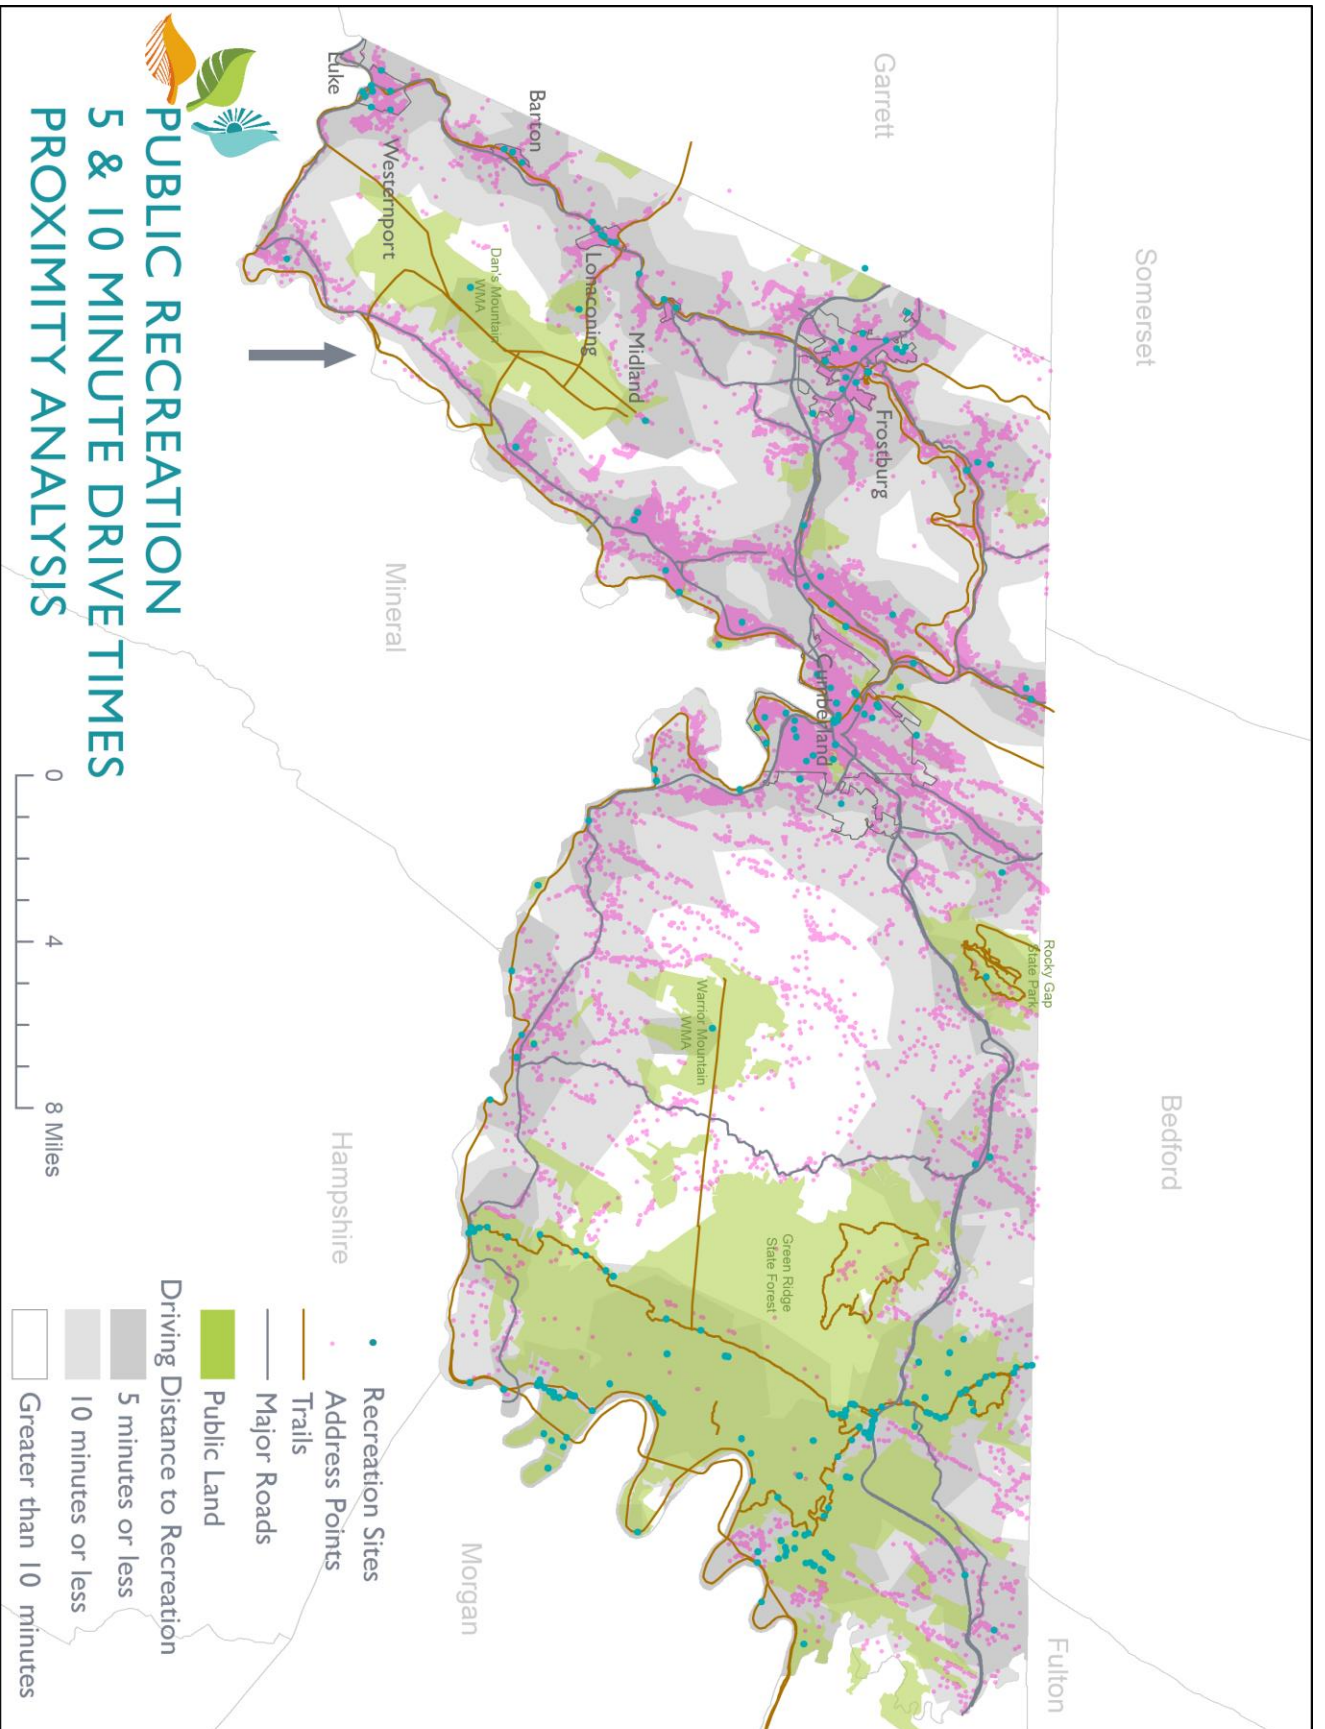 PUBLIC RECREATION
5 & 10 MINUTE DRIVE TIMES
PROXIMITY ANALYSIS
Somerset
Bedford
Fulton
Garrett
Mineral
Hampshire
Morgan
Luke
Westernport
Barton
Lonaconing
Midland
Frostburg
Cumberland
Dan's Mountain
WMA
Rocky Gap
State Park
Warrior Mountain
WMA
Green Ridge
State Forest
0 4 8 Miles
Recreation Sites
Address Points
Trails
Major Roads
Public Land
Driving Distance to Recreation
5 minutes or less
10 minutes or less
Greater than 10 minutes